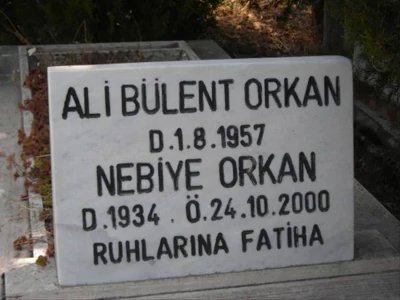 ALİ BÜLENT ORKAN
D.1.8.1957
NEBİYE ORKAN
D.1934 . Ö.24.10.2000
RUHLARINA FATİHA